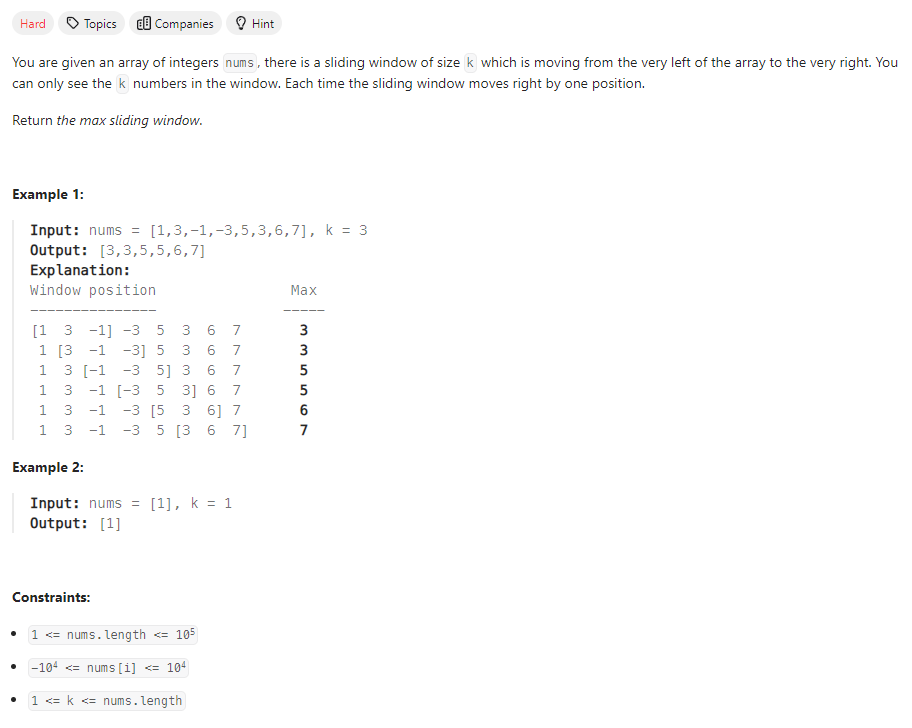 Hard Topics Companies Hint
You are given an array of integers nums, there is a sliding window of size k which is moving from the very left of the array to the very right. You
can only see the k numbers in the window. Each time the sliding window moves right by one position.
Return the max sliding window.
Example 1:
Input: nums = [1,3,-1,-3,5,3,6,7], k = 3
Output: [3,3,5,5,6,7]
Explanation:
Window position                Max
---------------               -----
[1  3  -1] -3  5  3  6  7       3
 1 [3  -1  -3] 5  3  6  7       3
 1  3 [-1  -3  5] 3  6  7       5
 1  3  -1 [-3  5  3] 6  7       5
 1  3  -1  -3 [5  3  6] 7       6
 1  3  -1  -3  5 [3  6  7]      7
Example 2:
Input: nums = [1], k = 1
Output: [1]
Constraints:
• 1 <= nums.length <= 10⁵
• -10⁴ <= nums[i] <= 10⁴
• 1 <= k <= nums.length